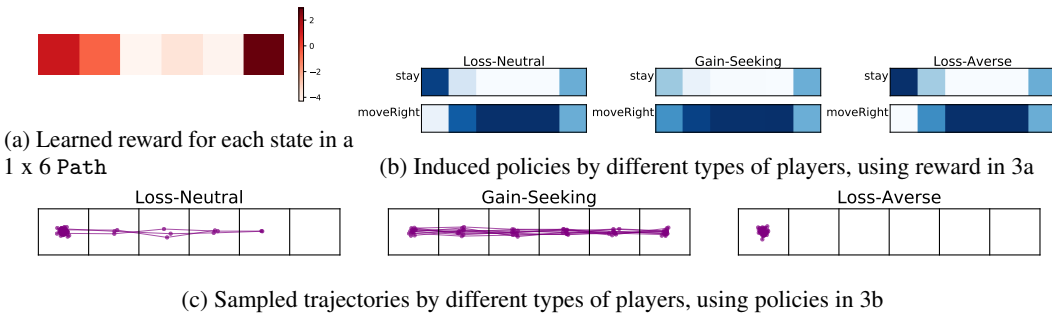 2
0
−2
−4
(a) Learned reward for each state in a
1 x 6 Path
Loss-Neutral
Gain-Seeking
Loss-Averse
stay
stay
stay
moveRight
moveRight
moveRight
(b) Induced policies by different types of players, using reward in 3a
Loss-Neutral
Gain-Seeking
Loss-Averse
(c) Sampled trajectories by different types of players, using policies in 3b